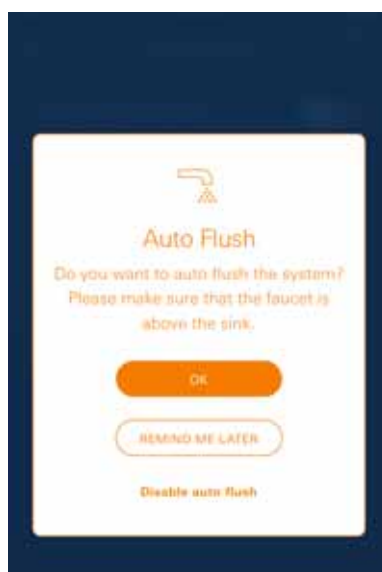 Auto Flush
Do you want to auto flush the system?
Please make sure that the faucet is
above the sink.
OK
REMIND ME LATER
Disable auto flush